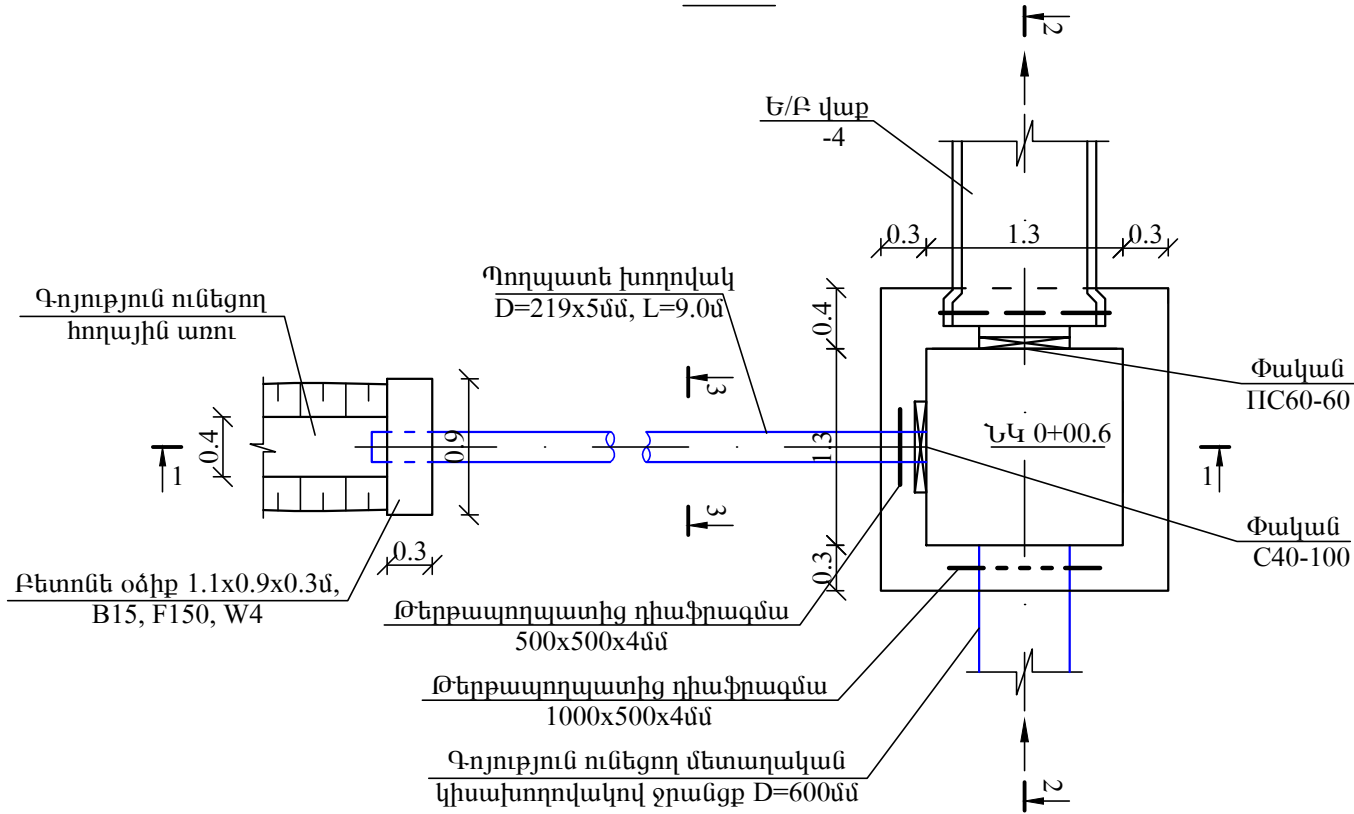 2
Ե/Բ վաք
-4
0.3
1.3
0.3
Պողպատե խողովակ
D=219x5մմ, L=9.0մ
Գոյություն ունեցող
հողային առու
0.4
3
Փական
ПС60-60
0.4
0.9
1.3
ՆԿ 0+00.6
1
1
3
Փական
С40-100
0.3
0.3
Բետոնե օձիք 1.1x0.9x0.3մ,
B15, F150, W4
Թերթապողպատից դիաֆրագմա
500x500x4մմ
Թերթապողպատից դիաֆրագմա
1000x500x4մմ
Գոյություն ունեցող մետաղական
կիսախողովակով ջրանցք D=600մմ
2